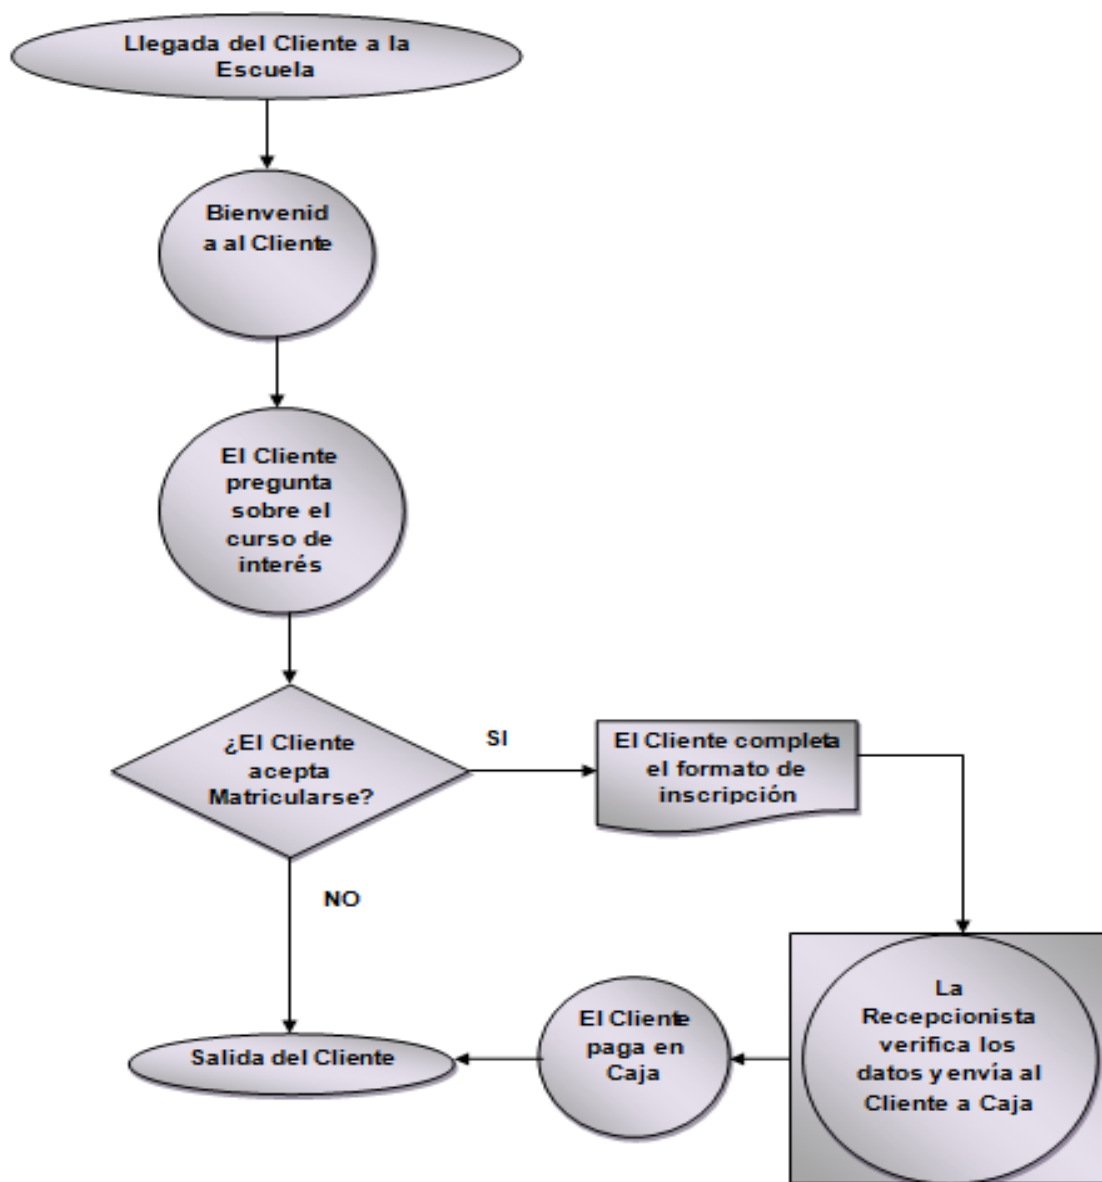 Llegada del Cliente a la
Escuela
Bienvenid
a al Cliente
El Cliente
pregunta
sobre el
curso de
interés
¿El Cliente
acepta
Matricularse?
SI
El Cliente completa
el formato de
inscripción
NO
La
Recepcionista
verifica los
datos y envía al
Cliente a Caja
El Cliente
paga en
Caja
Salida del Cliente